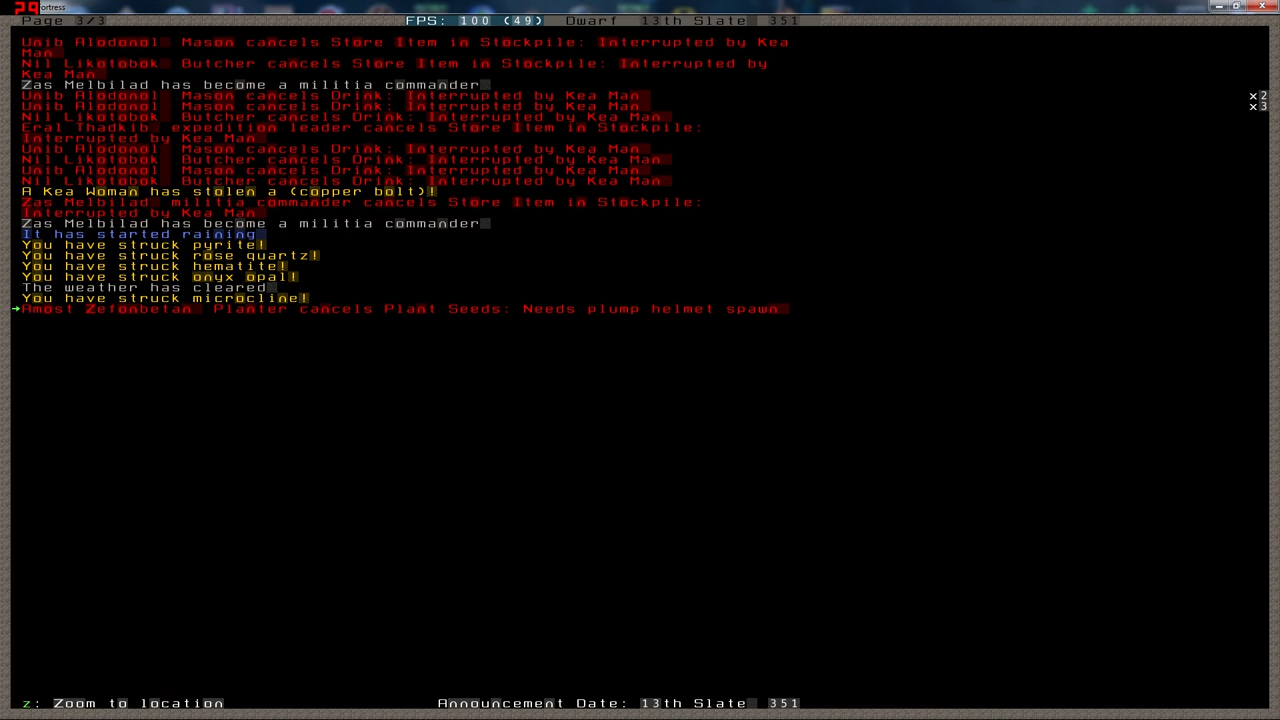 29 ortress
Page 3/3 FPS: 100 (49) Dwarf 13th Slate 351
Unib Alodonol Mason cancels Store Item in Stockpile: Interrupted by Kea
Man
Nil Likotobok Butcher cancels Store Item in Stockpile: Interrupted by
Kea Man
Zas Melbilad has become a militia commander
Unib Alodonol Mason cancels Drink: Interrupted by Kea Man x2
Unib Alodonol Mason cancels Drink: Interrupted by Kea Man x3
Nil Likotobok Butcher cancels Drink: Interrupted by Kea Man
Eral Thadkib expedition leader cancels Store Item in Stockpile:
Interrupted by Kea Man
Unib Alodonol Mason cancels Drink: Interrupted by Kea Man
Nil Likotobok Butcher cancels Drink: Interrupted by Kea Man
Unib Alodonol Mason cancels Drink: Interrupted by Kea Man
Nil Likotobok Butcher cancels Drink: Interrupted by Kea Man
A Kea Woman has stolen a (copper bolt)!
Zas Melbilad militia commander cancels Store Item in Stockpile:
Interrupted by Kea Man
Zas Melbilad has become a militia commander
It has started raining
You have struck pyrite!
You have struck rose quartz!
You have struck hematite!
You have struck onyx opal!
The weather has cleared
You have struck microcline!
Amost Zefonbetan Planter cancels Plant Seeds: Needs plump helmet spawn
z: Zoom to location Announcement Date: 13th Slate 351